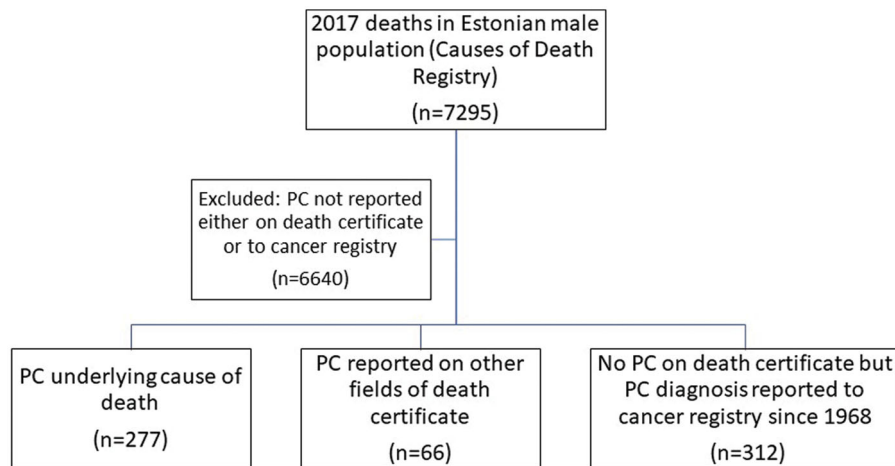 2017 deaths in Estonian male
population (Causes of Death
Registry)
(n=7295)
Excluded: PC not reported
either on death certificate
or to cancer registry
(n=6640)
PC underlying cause of
death
(n=277)
PC reported on other
fields of death
certificate
(n=66)
No PC on death certificate but
PC diagnosis reported to
cancer registry since 1968
(n=312)